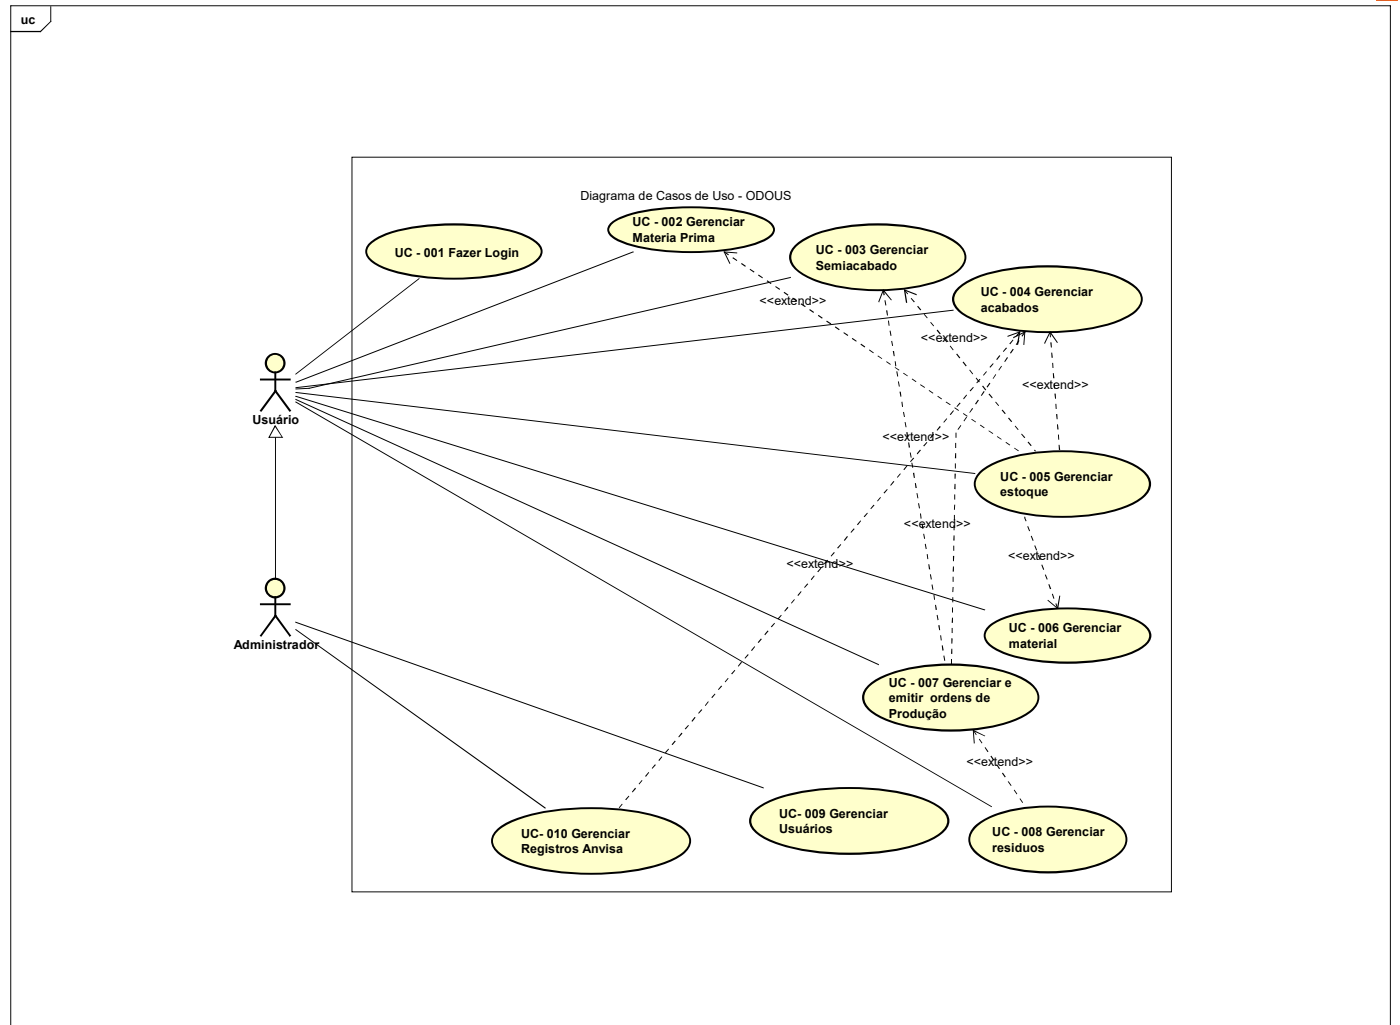 uc
Diagrama de Casos de Uso - ODOUS
UC - 001 Fazer Login
UC - 002 Gerenciar
Materia Prima
UC - 003 Gerenciar
Semiacabado
UC - 004 Gerenciar
acabados
<<extend>>
<<extend>>
<<extend>>
Usuário
<<extend>>
UC - 005 Gerenciar
estoque
<<extend>>
<<extend>>
<<extend>>
UC - 006 Gerenciar
material
Administrador
UC - 007 Gerenciar e
emitir  ordens de
Produção
<<extend>>
UC- 009 Gerenciar
Usuários
UC- 010 Gerenciar
Registros Anvisa
UC - 008 Gerenciar
residuos